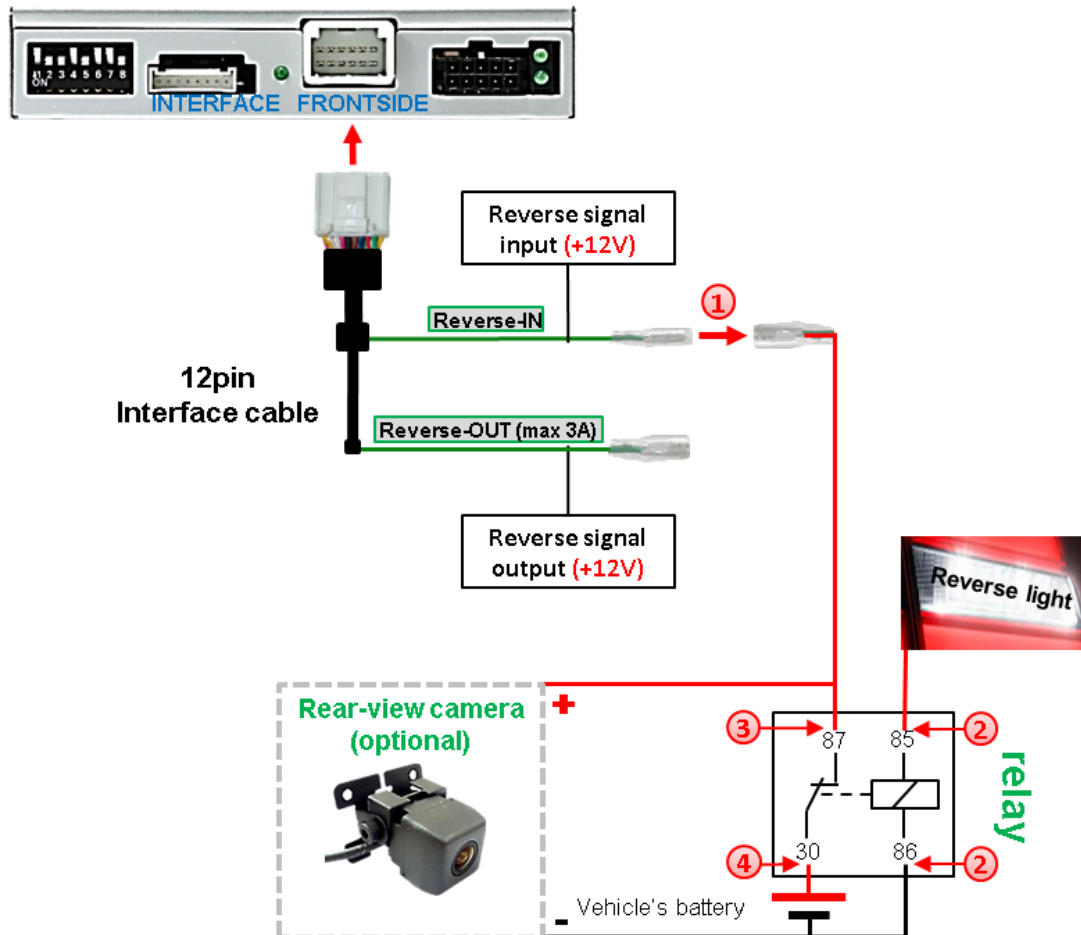 1 2 3 4 5 6 7 8
ON
INTERFACE
FRONTSIDE
Reverse signal
input (+12V)
1
Reverse-IN
12pin
Interface cable
Reverse-OUT (max 3A)
Reverse signal
output (+12V)
Reverse light
Rear-view camera
(optional)
+
3
87
85
2
relay
4
30
86
2
- Vehicle's battery